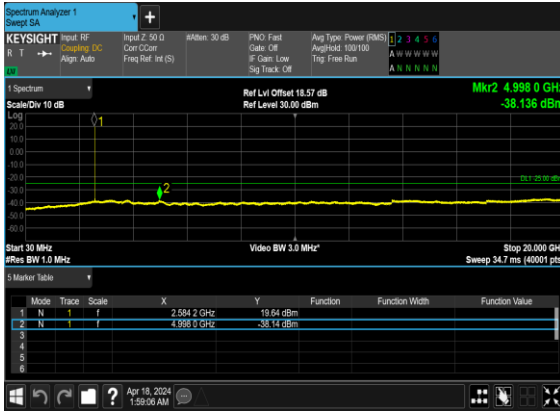 Spectrum Analyzer 1
Swept SA
+
KEYSIGHT
R T
Input: RF
Coupling: DC
Align: Auto
Input Z: 50 Ω
Corr CCorr
Freq Ref: Int (S)
#Atten: 30 dB
PNO: Fast
Gate: Off
IF Gain: Low
Sig Track: Off
Avg Type: Power (RMS)
Avg|Hold: 100/100
Trig: Free Run
1 2 3 4 5 6
A W W W W W
A N N N N N
1 Spectrum
Scale/Div 10 dB
Ref Lvl Offset 18.57 dB
Ref Level 30.00 dBm
Mkr2 4.998 0 GHz
-38.136 dBm
Log
20.0
10.0
0.00
-10.0
-20.0
-30.0
-40.0
-50.0
-60.0
1
2
Start 30 MHz
#Res BW 1.0 MHz
Video BW 3.0 MHz*
Stop 20.000 GH
Sweep 34.7 ms (40001 pts
5 Marker Table
Mode Trace Scale X Y Function Function Width Function Value
1 N 1 f 2.584 2 GHz 19.64 dBm
2 N 1 f 4.998 0 GHz -38.14 dBm
3
4
5
6
?
Apr 18, 2024
1:59:06 AM